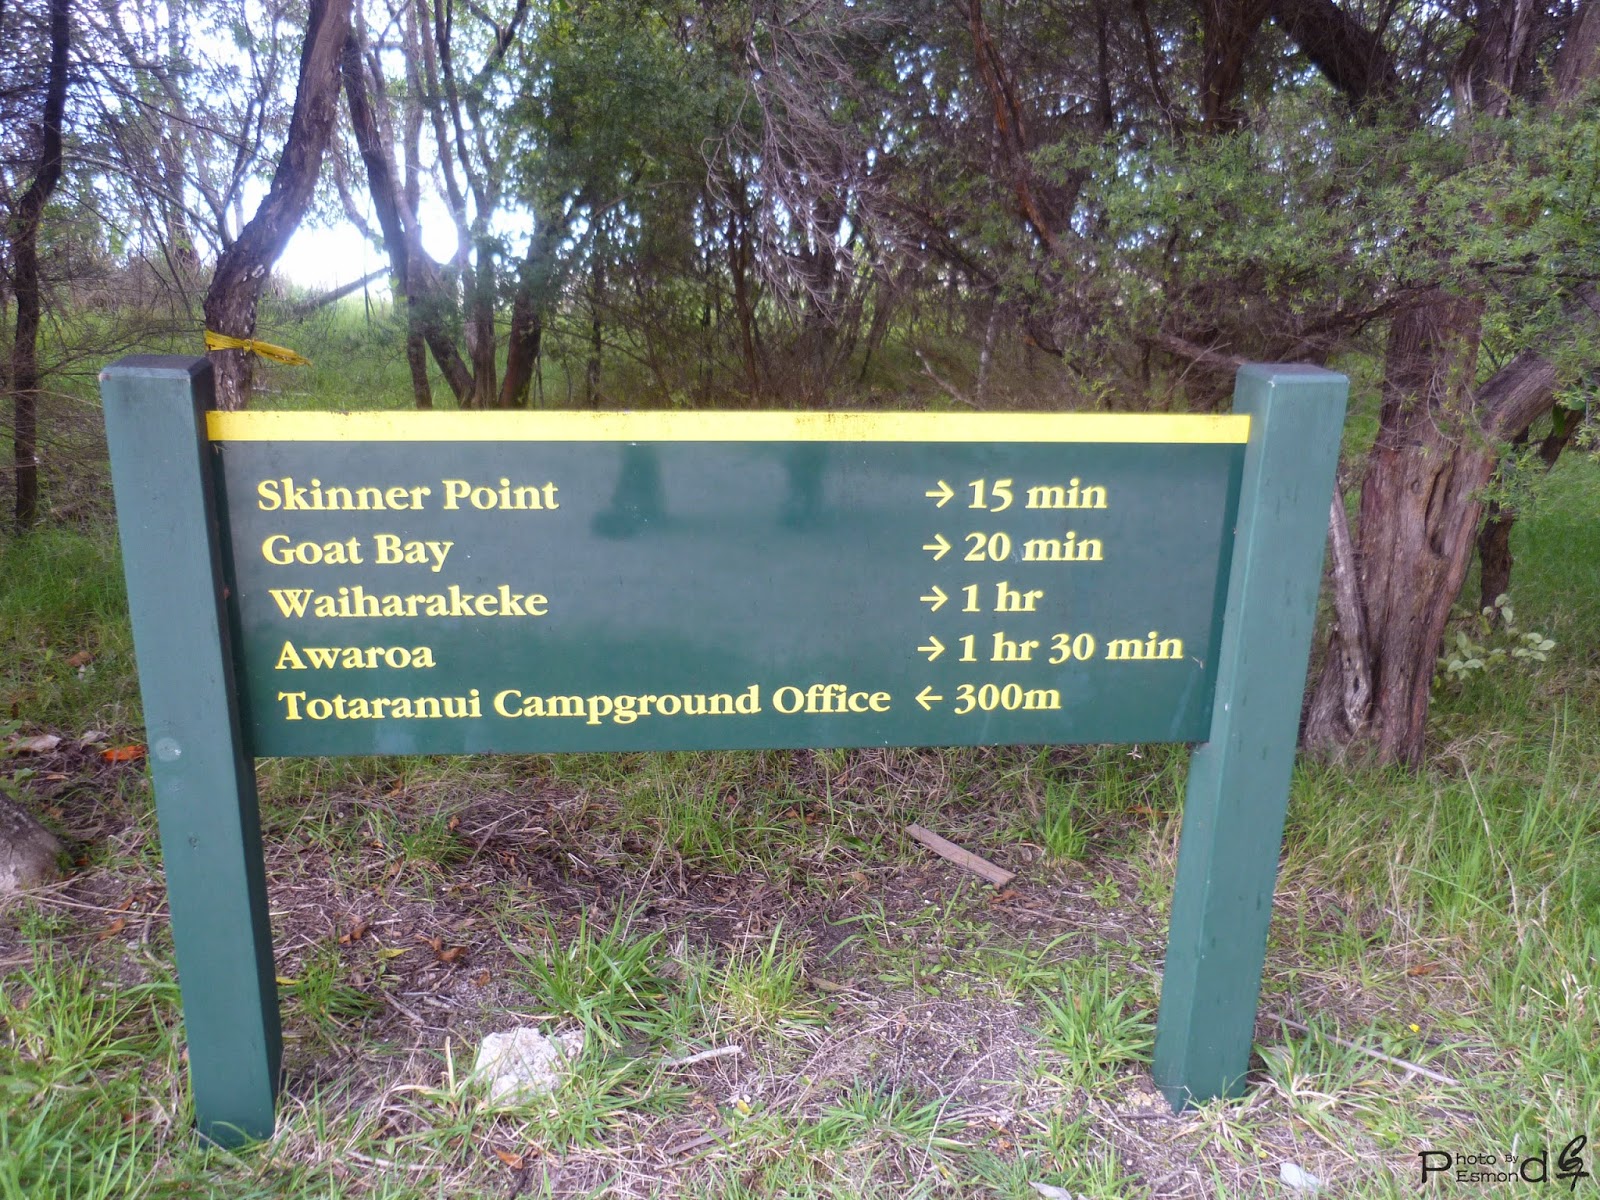 Skinner Point → 15 min
Goat Bay → 20 min
Waiharakeke → 1 hr
Awaroa → 1 hr 30 min
Totaranui Campground Office ← 300m
Photo By
Esmond